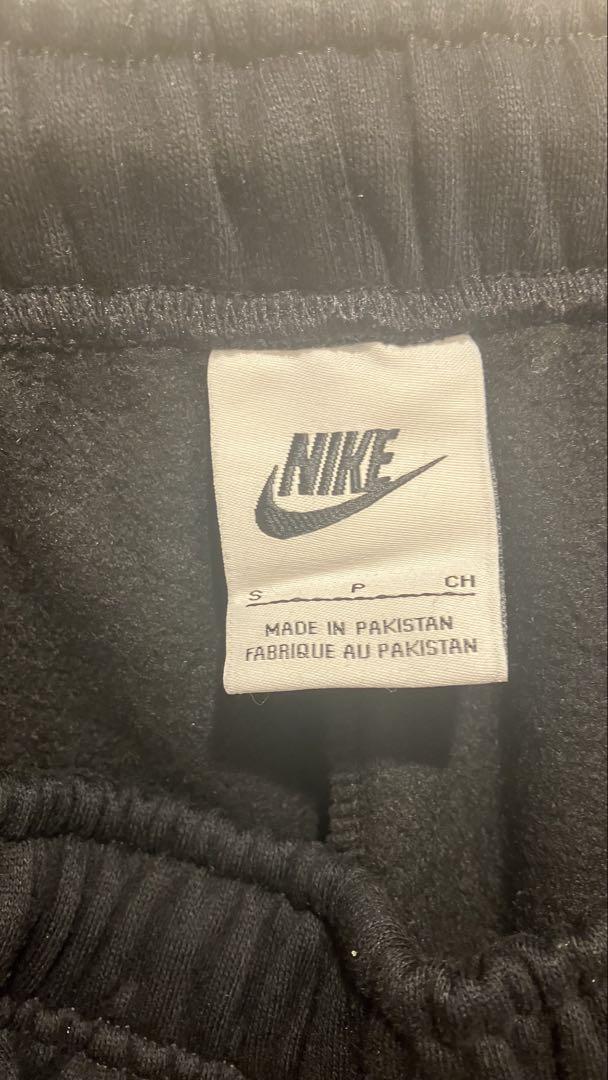 NIKE
S P CH
MADE IN PAKISTAN
FABRIQUE AU PAKISTAN